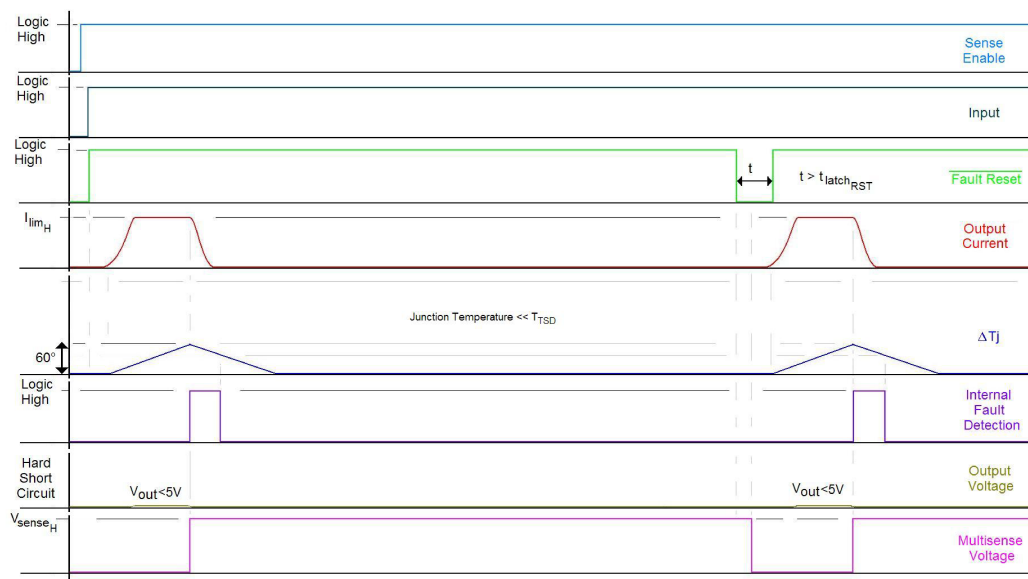 Logic
High
Sense
Enable
Logic
High
Input
Logic
High
t
t > tlatchRST
Fault Reset
IlimH
Output
Current
Junction Temperature << TTSD
ΔTj
60°
Logic
High
Internal
Fault
Detection
Hard
Short
Circuit
Vout<5V
Vout<5V
Output
Voltage
VsenseH
Multisense
Voltage